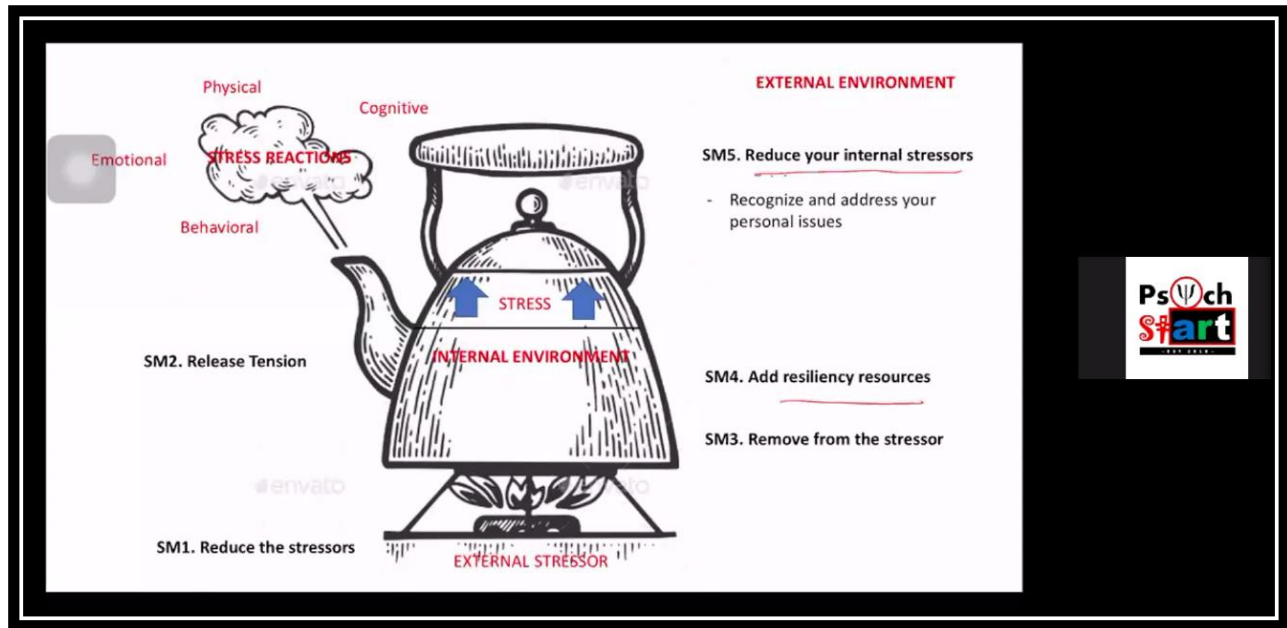 Physical
Cognitive
Emotional
STRESS REACTIONS
Behavioral
EXTERNAL ENVIRONMENT
SM5. Reduce your internal stressors
- Recognize and address your
personal issues
STRESS
INTERNAL ENVIRONMENT
SM2. Release Tension
SM4. Add resiliency resources
SM3. Remove from the stressor
SM1. Reduce the stressors
EXTERNAL STRESSOR
envato
envato
envato
PsΨch
Start